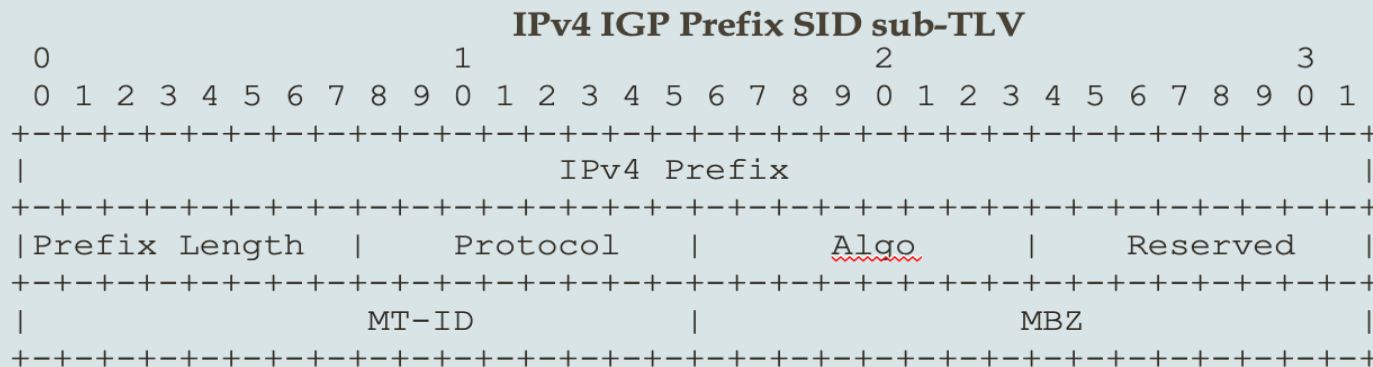 IPv4 IGP Prefix SID sub-TLV
0 1 2 3
0 1 2 3 4 5 6 7 8 9 0 1 2 3 4 5 6 7 8 9 0 1 2 3 4 5 6 7 8 9 0 1
+-+-+-+-+-+-+-+-+-+-+-+-+-+-+-+-+-+-+-+-+-+-+-+-+-+-+-+-+-+-+-+-+
| IPv4 Prefix |
+-+-+-+-+-+-+-+-+-+-+-+-+-+-+-+-+-+-+-+-+-+-+-+-+-+-+-+-+-+-+-+-+
|Prefix Length | Protocol | Algo | Reserved |
+-+-+-+-+-+-+-+-+-+-+-+-+-+-+-+-+-+-+-+-+-+-+-+-+-+-+-+-+-+-+-+-+
| MT-ID | MBZ |
+-+-+-+-+-+-+-+-+-+-+-+-+-+-+-+-+-+-+-+-+-+-+-+-+-+-+-+-+-+-+-+-+